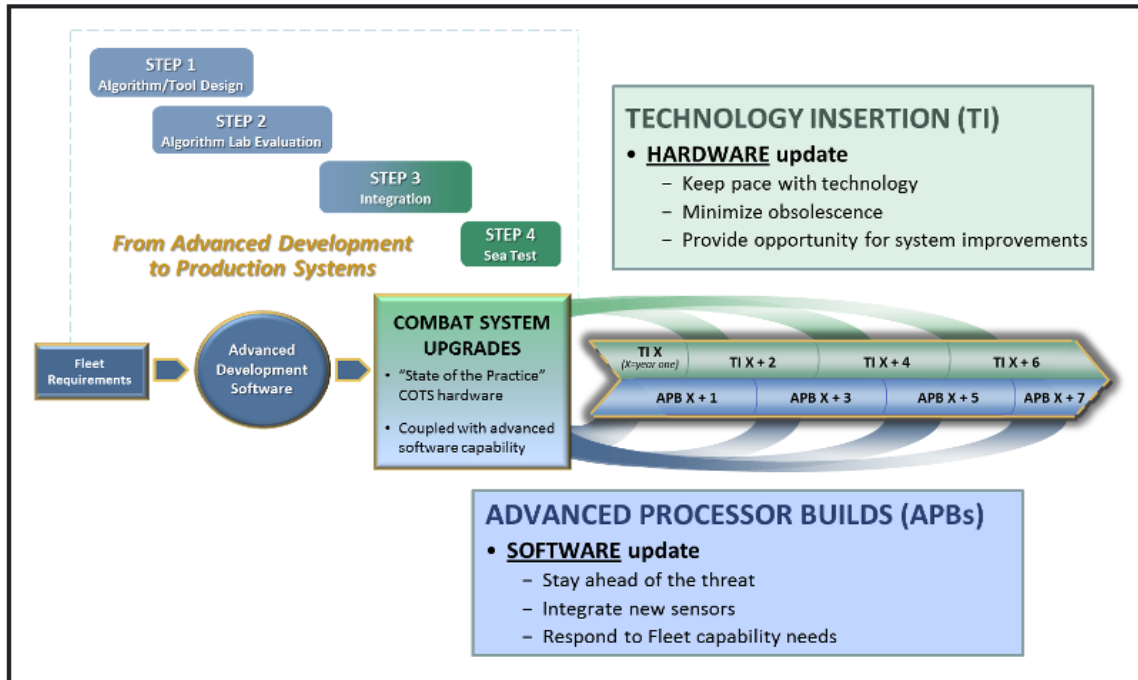 STEP 1
Algorithm/Tool Design
STEP 2
Algorithm Lab Evaluation
STEP 3
Integration
STEP 4
Sea Test
From Advanced Development
to Production Systems
Fleet
Requirements
Advanced
Development
Software
COMBAT SYSTEM
UPGRADES
• “State of the Practice”
COTS hardware
• Coupled with advanced
software capability
TECHNOLOGY INSERTION (TI)
• HARDWARE update
– Keep pace with technology
– Minimize obsolescence
– Provide opportunity for system improvements
TI X
(X=year one)
TI X + 2
TI X + 4
TI X + 6
APB X + 1
APB X + 3
APB X + 5
APB X + 7
ADVANCED PROCESSOR BUILDS (APBs)
• SOFTWARE update
– Stay ahead of the threat
– Integrate new sensors
– Respond to Fleet capability needs